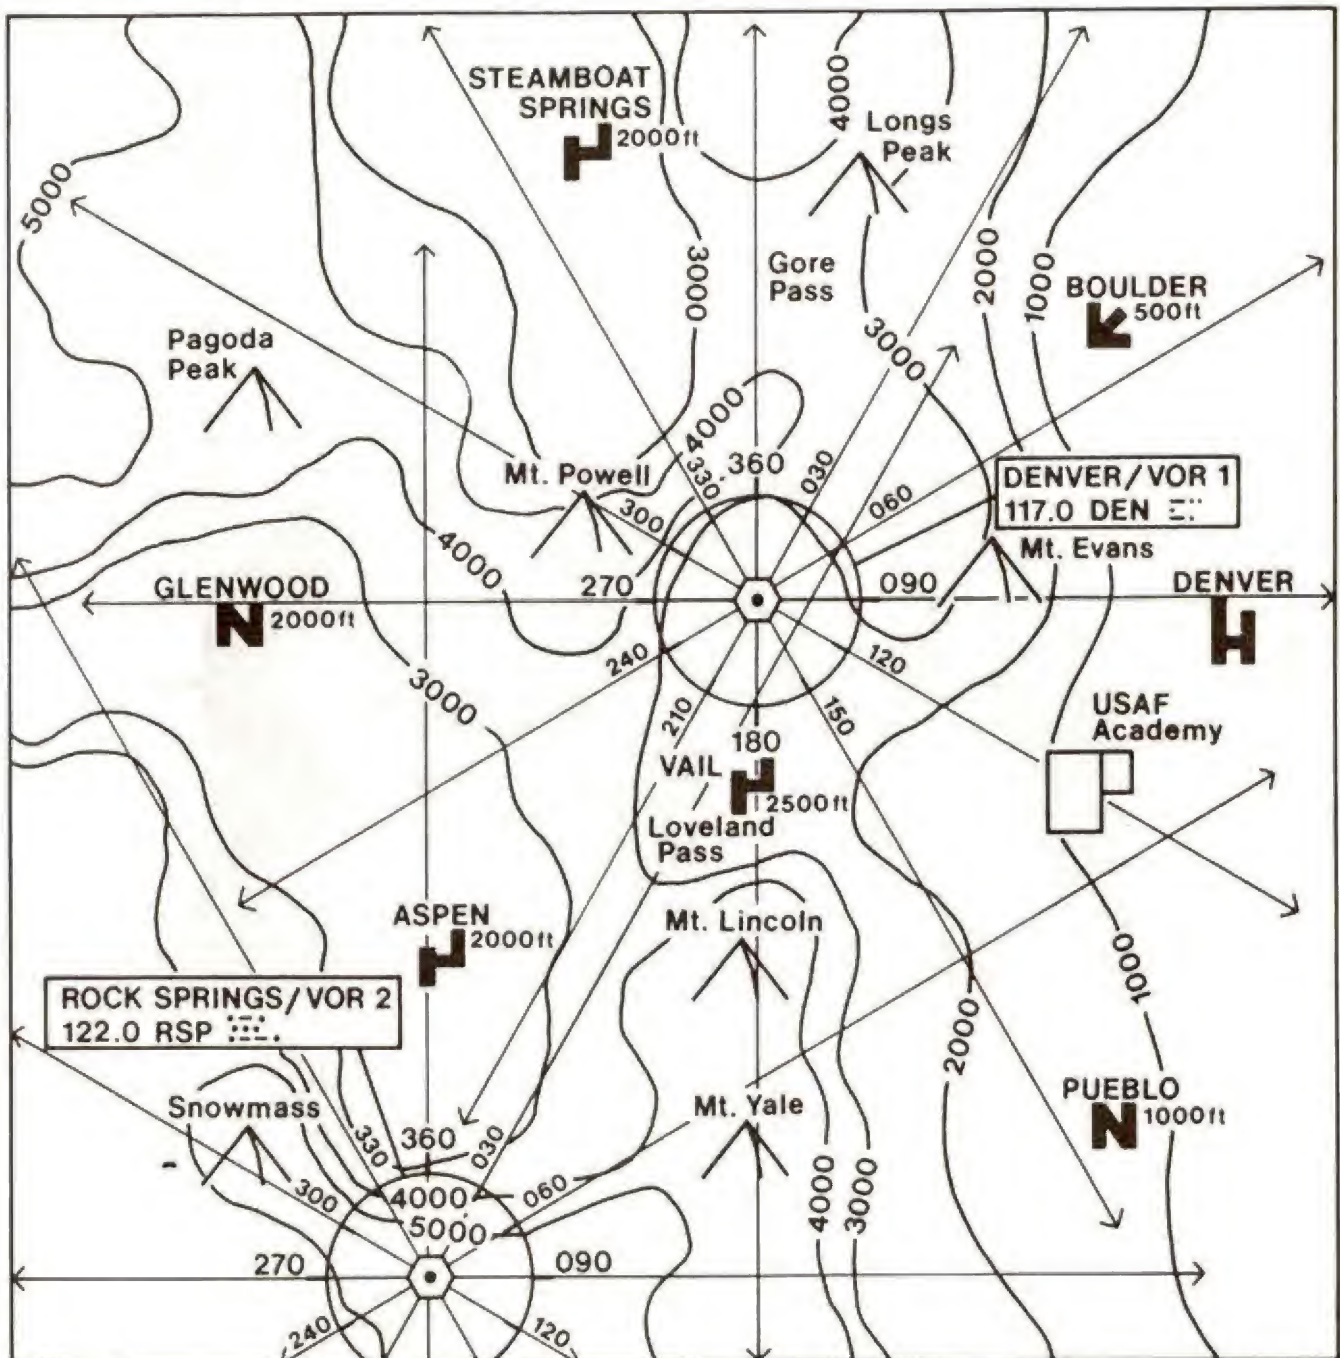 STEAMBOAT
SPRINGS
2000ft
4000
Longs
Peak
5000
3000
Gore
Pass
2000
1000
BOULDER
500ft
Pagoda
Peak
3000
4000
Mt. Powell
330
360
030
060
300
DENVER/VOR 1
117.0 DEN
Mt. Evans
4000
GLENWOOD
2000ft
270
090
DENVER
240
120
3000
210
150
180
USAF
Academy
VAIL
2500ft
Loveland
Pass
ASPEN
2000ft
Mt. Lincoln
1000
ROCK SPRINGS/VOR 2
122.0 RSP
2000
Snowmass
Mt. Yale
PUEBLO
1000ft
330
360
030
300
4000
060
5000
4000
3000
270
090
240
120